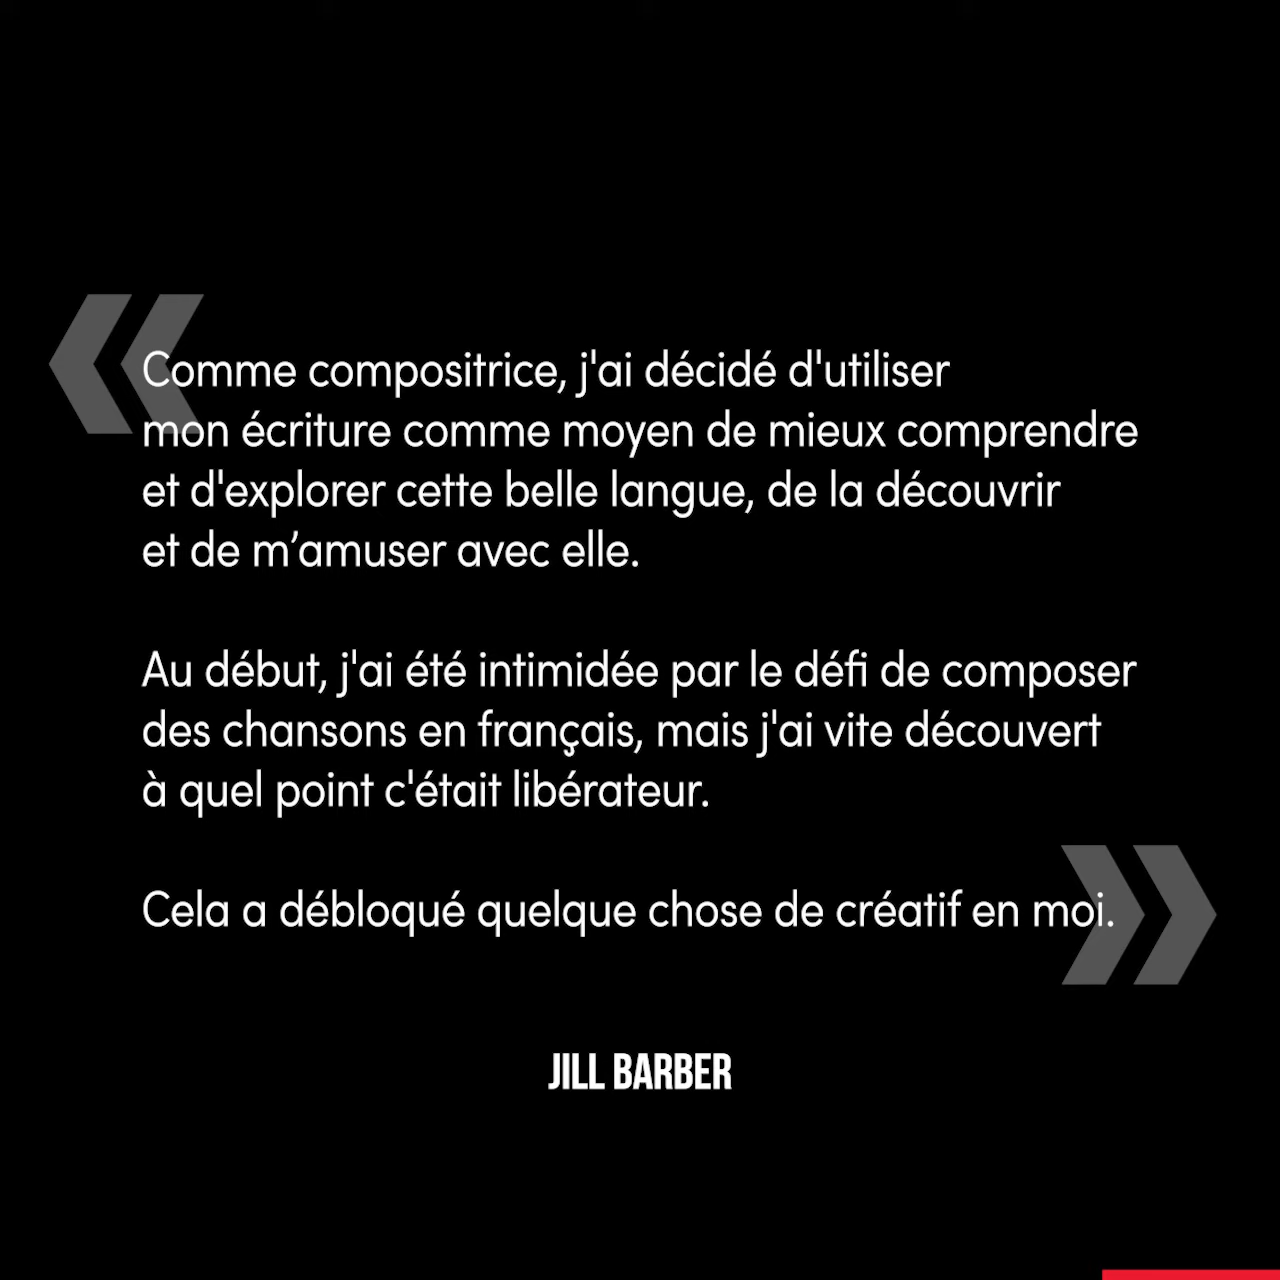 «
Comme compositrice, j'ai décidé d'utiliser
mon écriture comme moyen de mieux comprendre
et d'explorer cette belle langue, de la découvrir
et de m’amuser avec elle.
Au début, j'ai été intimidée par le défi de composer
des chansons en français, mais j'ai vite découvert
à quel point c'était libérateur.
Cela a débloqué quelque chose de créatif en moi.
»
JILL BARBER